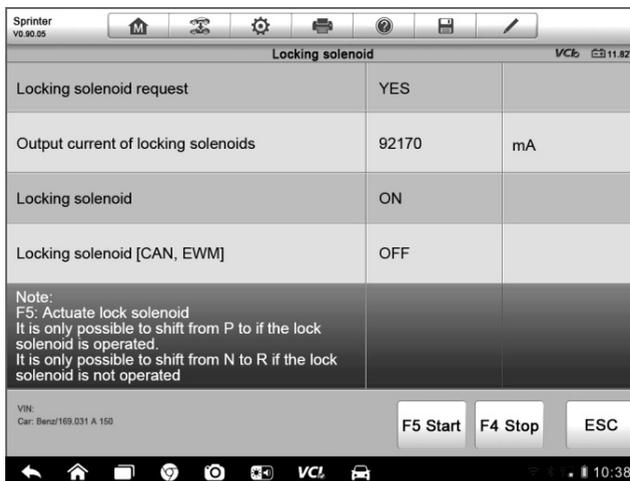 Sprinter
V0.90.05
Locking solenoid
VCI
11.82
Locking solenoid request YES
Output current of locking solenoids 92170 mA
Locking solenoid ON
Locking solenoid [CAN, EWM] OFF
Note:
F5: Actuate lock solenoid
It is only possible to shift from P to if the lock
solenoid is operated.
It is only possible to shift from N to R if the lock
solenoid is not operated
VIN:
Car: Benz/169.031 A 150
F5 Start F4 Stop ESC
VCI 10:38